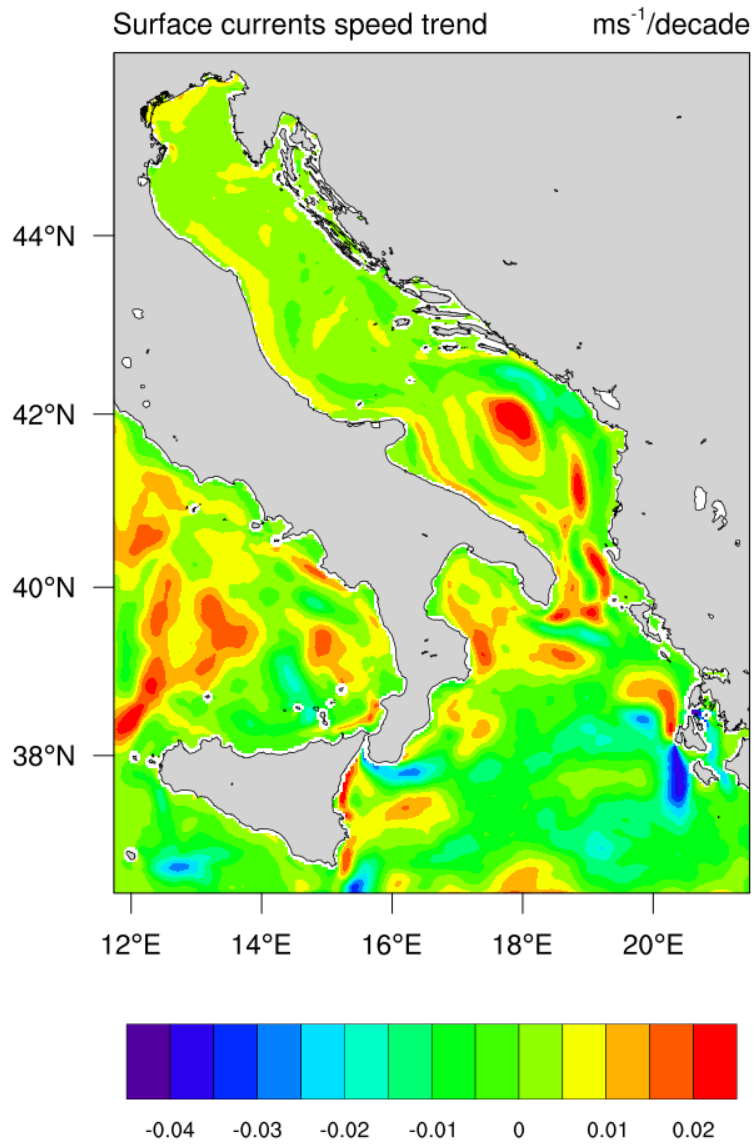 Surface currents speed trend ms⁻¹/decade
44°N
42°N
40°N
38°N
12°E 14°E 16°E 18°E 20°E
-0.04 -0.03 -0.02 -0.01 0 0.01 0.02